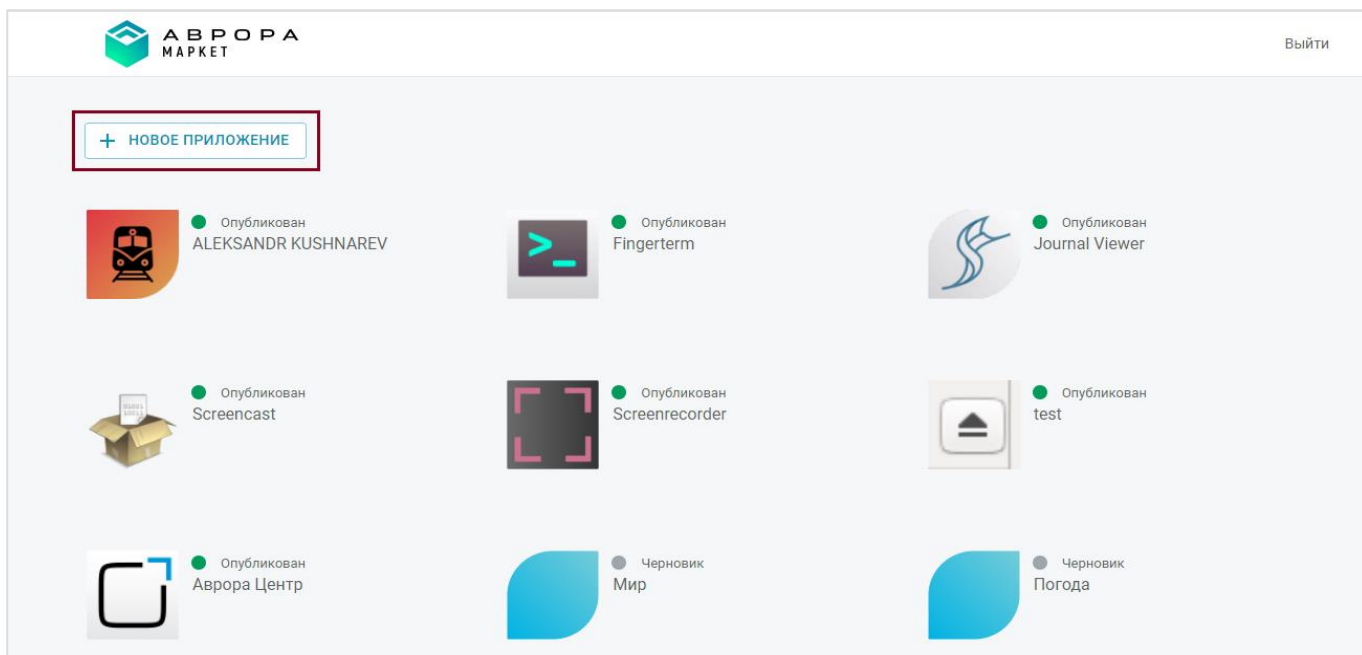 АВРОРА
МАРКЕТ
Выйти
+ НОВОЕ ПРИЛОЖЕНИЕ
Опубликован
ALEKSANDR KUSHNAREV
Опубликован
Fingerterm
Опубликован
Journal Viewer
Опубликован
Screencast
Опубликован
Screenrecorder
Опубликован
test
Опубликован
Аврора Центр
Черновик
Мир
Черновик
Погода